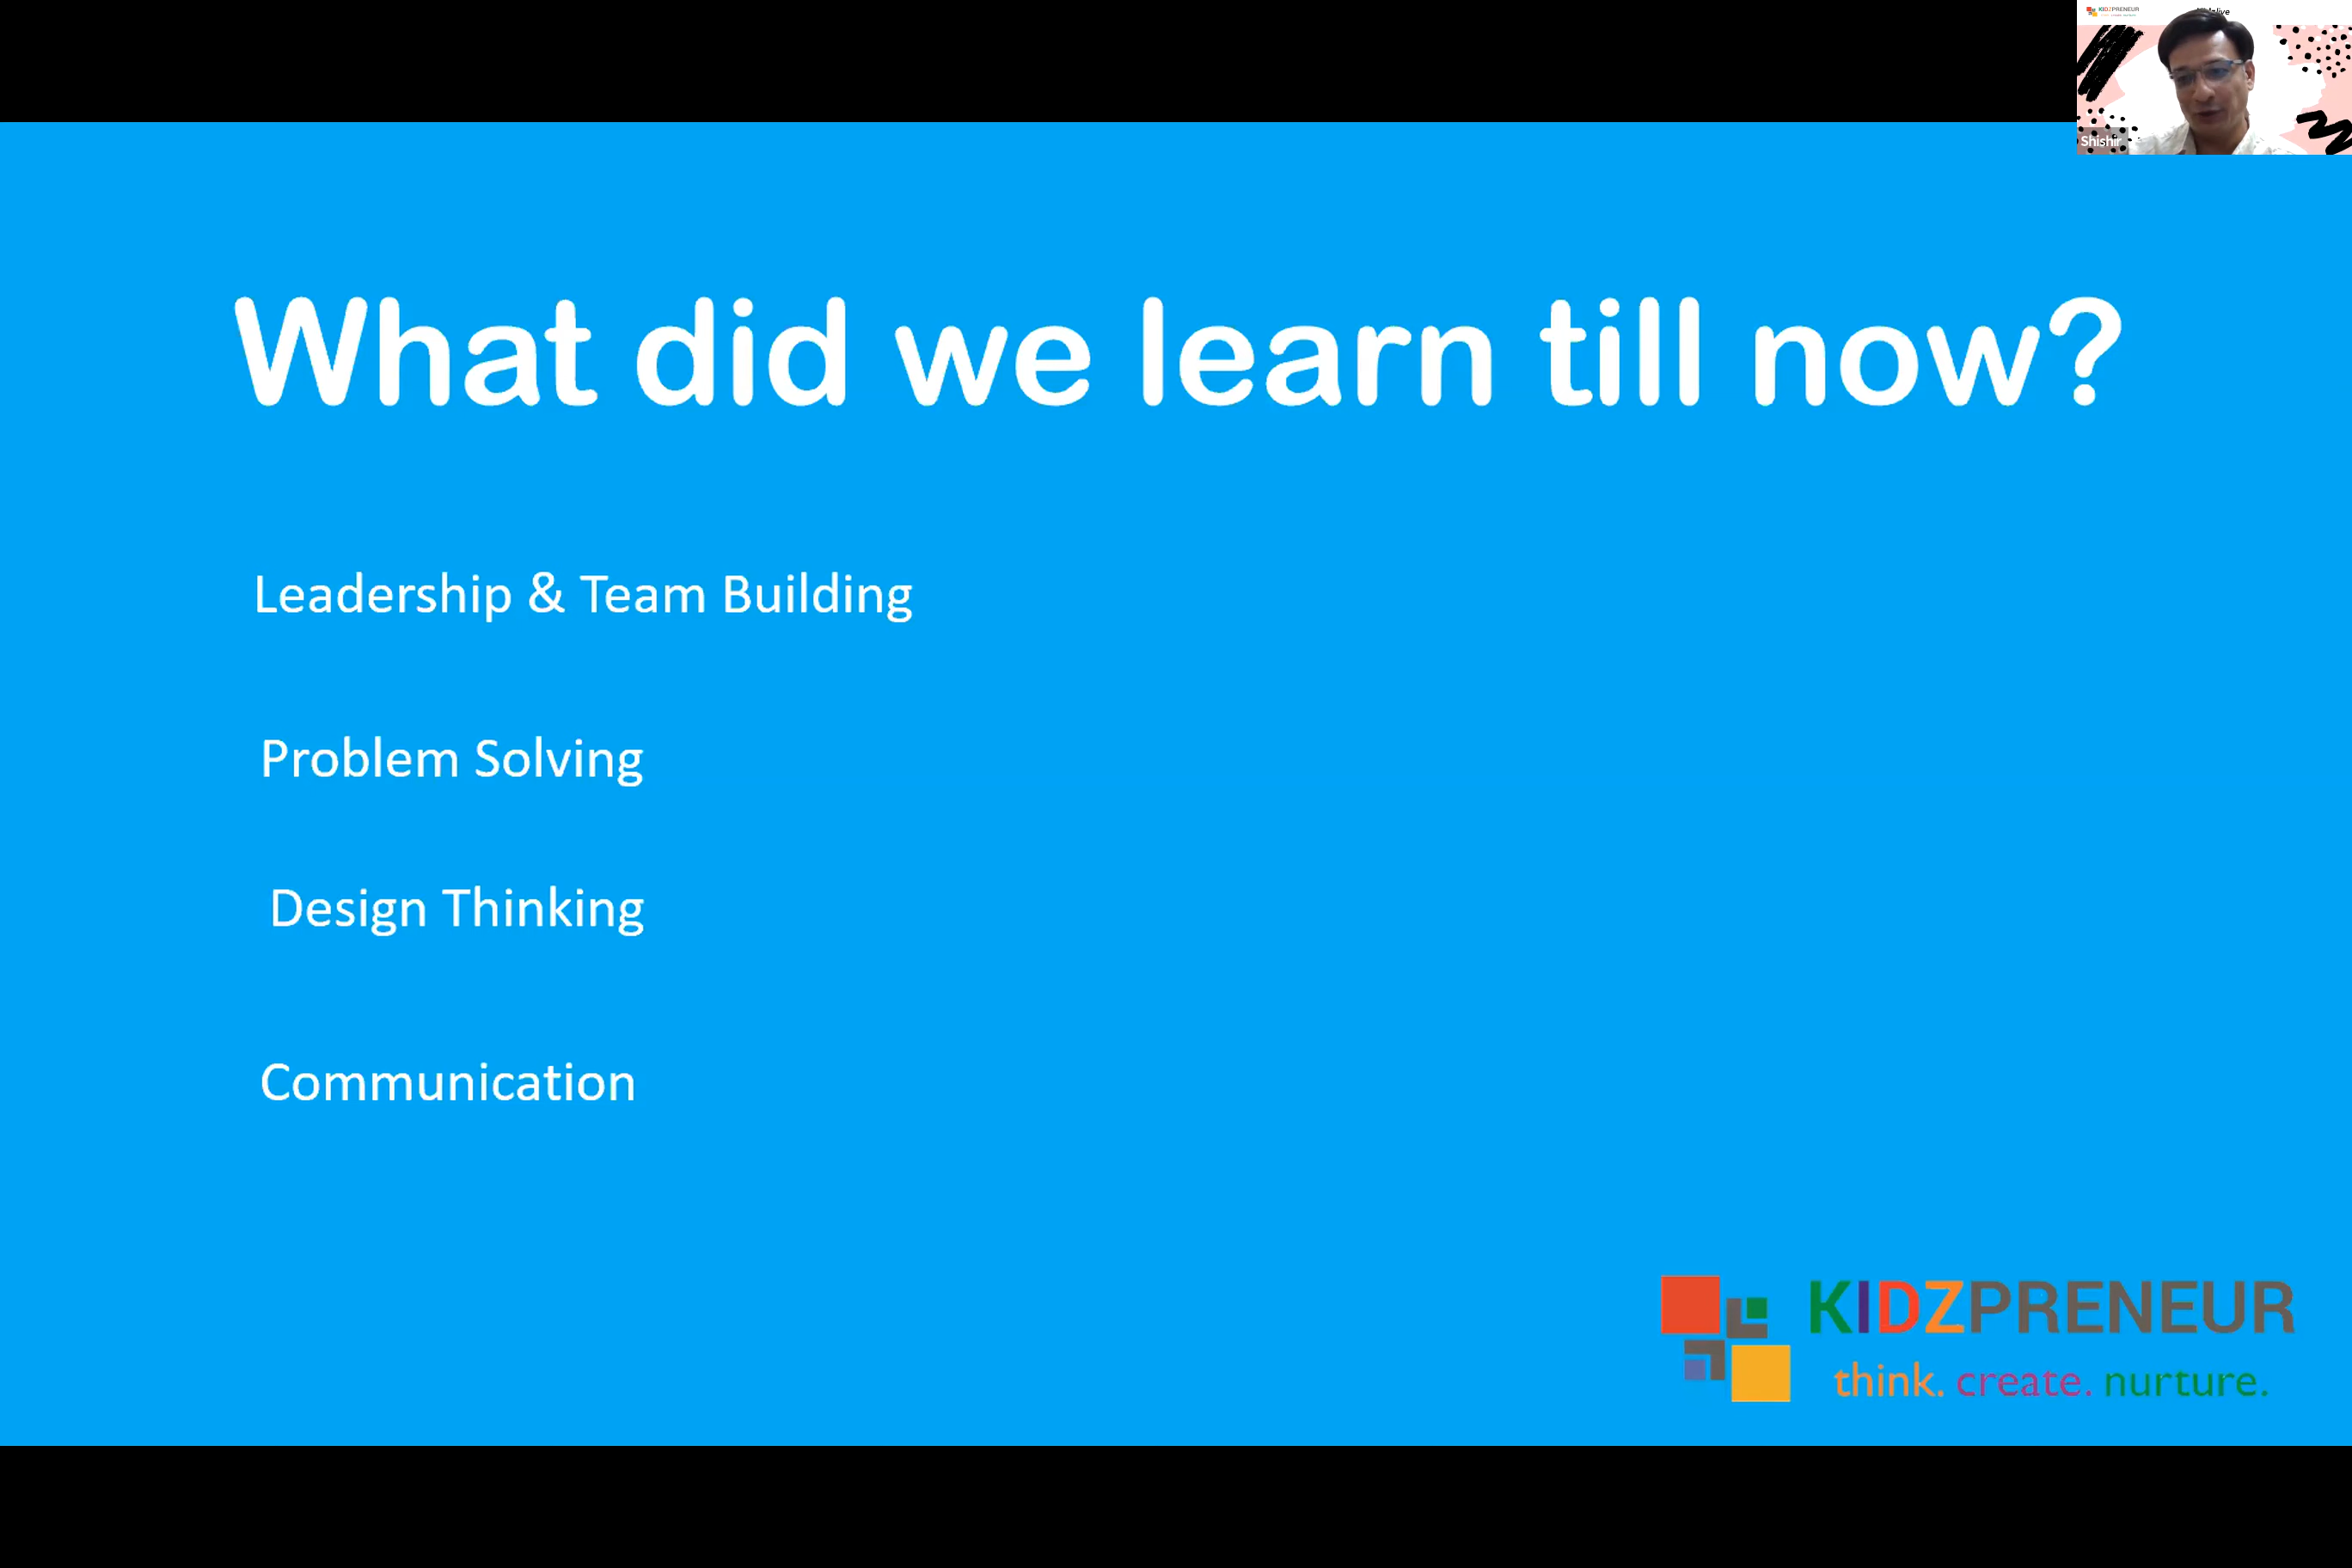 KIDZPRENEUR
Shishir
What did we learn till now?
Leadership & Team Building
Problem Solving
Design Thinking
Communication
KIDZPRENEUR
think. create. nurture.